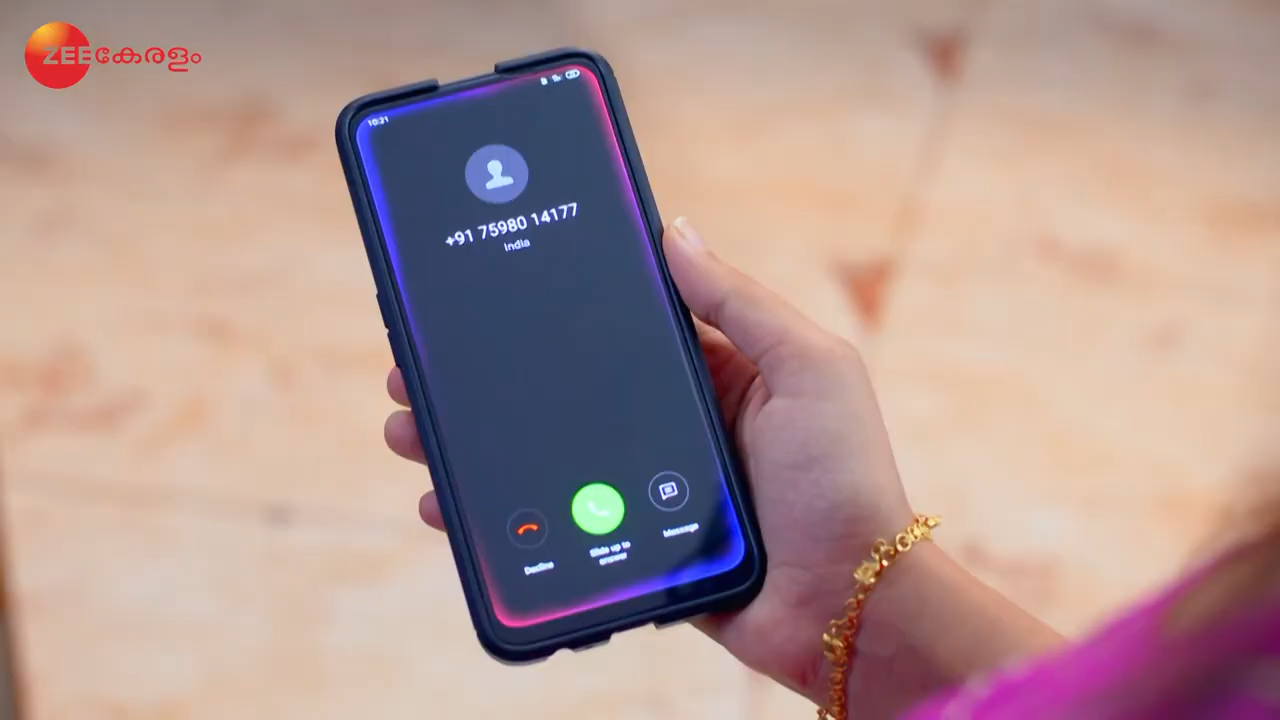 ZEEകേരളം
10:21
+91 75980 14177
India
Decline
Slide up to
answer
Message